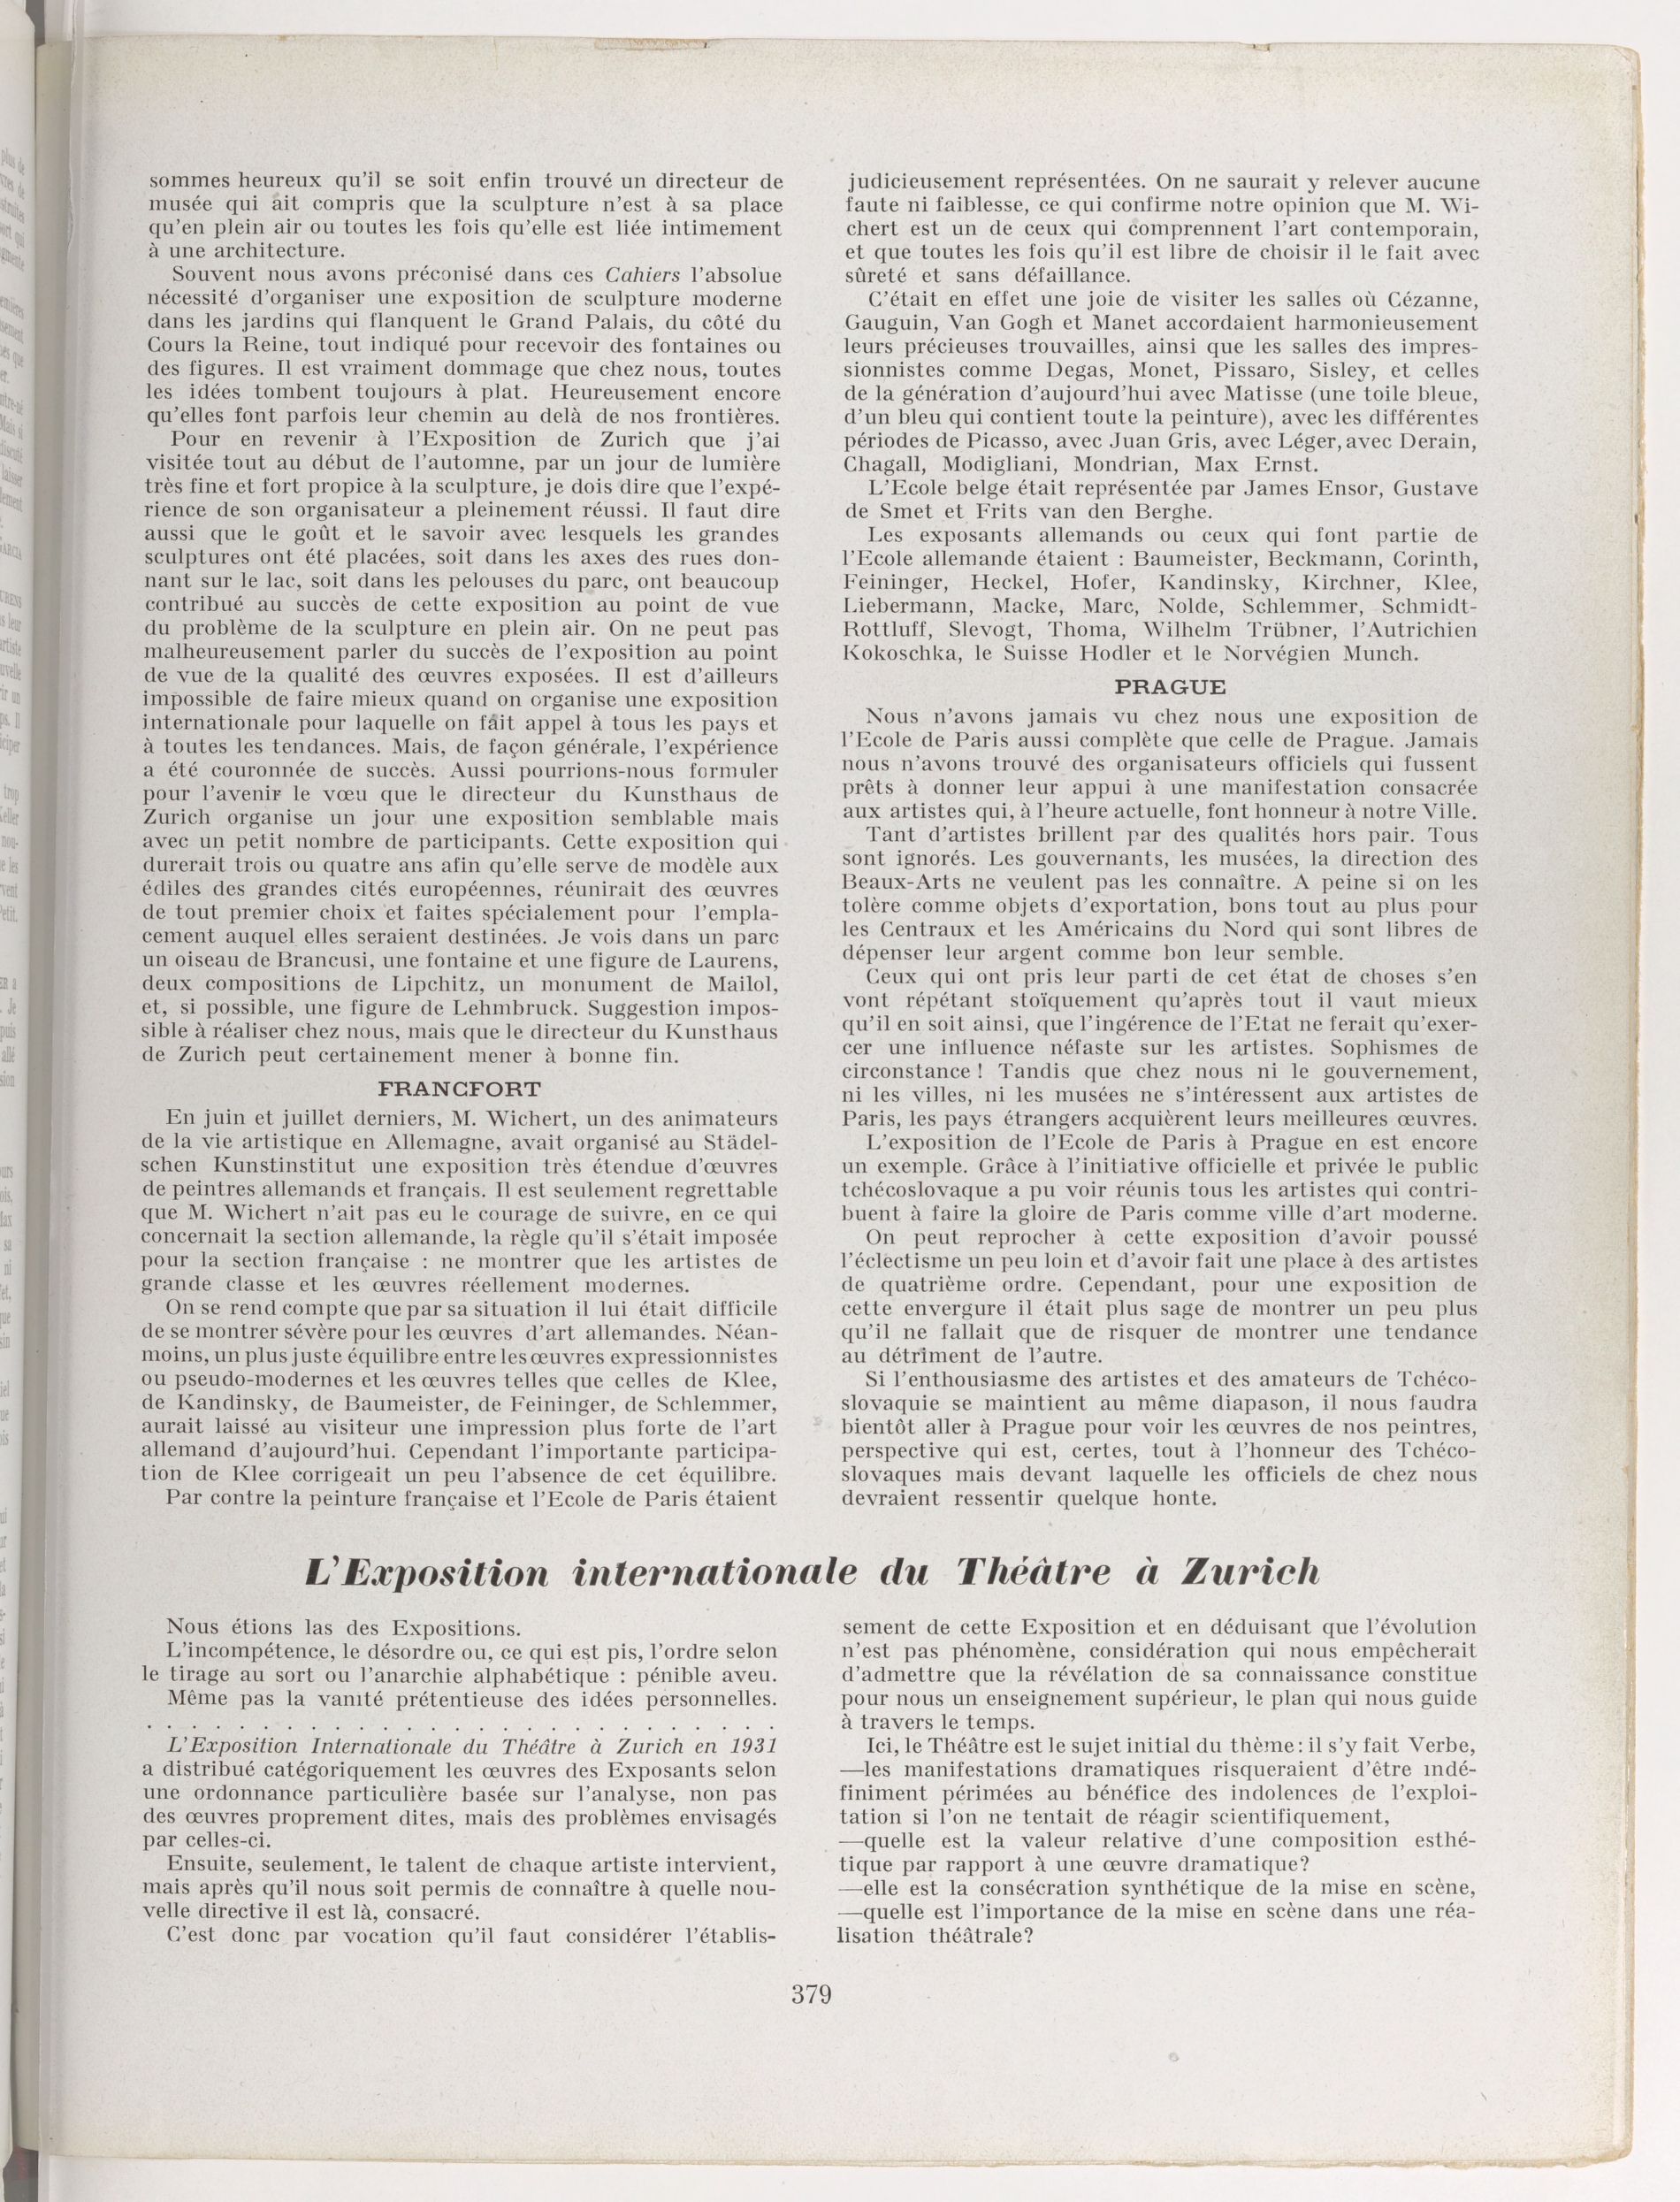 sommes heureux qu'il se soit enfin trouvé un directeur de
musée qui ait compris que la sculpture n'est à sa place
qu'en plein air ou toutes les fois qu'elle est liée intimement
à une architecture.
Souvent nous avons préconisé dans ces Cahiers l'absolue
nécessité d'organiser une exposition de sculpture moderne
dans les jardins qui flanquent le Grand Palais, du côté du
Cours la Reine, tout indiqué pour recevoir des fontaines ou
des figures. Il est vraiment dommage que chez nous, toutes
les idées tombent toujours à plat. Heureusement encore
qu'elles font parfois leur chemin au delà de nos frontières.
Pour en revenir à l'Exposition de Zurich que j'ai
visitée tout au début de l'automne, par un jour de lumière
très fine et fort propice à la sculpture, je dois dire que l'expé-
rience de son organisateur a pleinement réussi. Il faut dire
aussi que le goût et le savoir avec lesquels les grandes
sculptures ont été placées, soit dans les axes des rues don-
nant sur le lac, soit dans les pelouses du parc, ont beaucoup
contribué au succès de cette exposition au point de vue
du problème de la sculpture en plein air. On ne peut pas
malheureusement parler du succès de l'exposition au point
de vue de la qualité des œuvres exposées. Il est d'ailleurs
impossible de faire mieux quand on organise une exposition
internationale pour laquelle on fait appel à tous les pays et
à toutes les tendances. Mais, de façon générale, l'expérience
a été couronnée de succès. Aussi pourrions-nous formuler
pour l'avenir le vœu que le directeur du Kunsthaus de
Zurich organise un jour une exposition semblable mais
avec un petit nombre de participants. Cette exposition qui
durerait trois ou quatre ans afin qu'elle serve de modèle aux
édiles des grandes cités européennes, réunirait des œuvres
de tout premier choix et faites spécialement pour l'empla-
cement auquel elles seraient destinées. Je vois dans un parc
un oiseau de Brancusi, une fontaine et une figure de Laurens,
deux compositions de Lipchitz, un monument de Mailol,
et, si possible, une figure de Lehmbruck. Suggestion impos-
sible à réaliser chez nous, mais que le directeur du Kunsthaus
de Zurich peut certainement mener à bonne fin.
FRANCFORT
En juin et juillet derniers, M. Wichert, un des animateurs
de la vie artistique en Allemagne, avait organisé au Städel-
schen Kunstinstitut une exposition très étendue d'œuvres
de peintres allemands et français. Il est seulement regrettable
que M. Wichert n'ait pas eu le courage de suivre, en ce qui
concernait la section allemande, la règle qu'il s'était imposée
pour la section française : ne montrer que les artistes de
grande classe et les œuvres réellement modernes.
On se rend compte que par sa situation il lui était difficile
de se montrer sévère pour les œuvres d'art allemandes. Néan-
moins, un plus juste équilibre entre les œuvres expressionnistes
ou pseudo-modernes et les œuvres telles que celles de Klee,
de Kandinsky, de Baumeister, de Feininger, de Schlemmer,
aurait laissé au visiteur une impression plus forte de l'art
allemand d'aujourd'hui. Cependant l'importante participa-
tion de Klee corrigeait un peu l'absence de cet équilibre.
Par contre la peinture française et l'Ecole de Paris étaient
judicieusement représentées. On ne saurait y relever aucune
faute ni faiblesse, ce qui confirme notre opinion que M. Wi-
chert est un de ceux qui comprennent l'art contemporain,
et que toutes les fois qu'il est libre de choisir il le fait avec
sûreté et sans défaillance.
C'était en effet une joie de visiter les salles où Cézanne,
Gauguin, Van Gogh et Manet accordaient harmonieusement
leurs précieuses trouvailles, ainsi que les salles des impres-
sionnistes comme Degas, Monet, Pissaro, Sisley, et celles
de la génération d'aujourd'hui avec Matisse (une toile bleue,
d'un bleu qui contient toute la peinture), avec les différentes
périodes de Picasso, avec Juan Gris, avec Léger, avec Derain,
Chagall, Modigliani, Mondrian, Max Ernst.
L'Ecole belge était représentée par James Ensor, Gustave
de Smet et Frits van den Berghe.
Les exposants allemands ou ceux qui font partie de
l'Ecole allemande étaient : Baumeister, Beckmann, Corinth,
Feininger, Heckel, Hofer, Kandinsky, Kirchner, Klee,
Liebermann, Macke, Marc, Nolde, Schlemmer, Schmidt-
Rottluff, Slevogt, Thoma, Wilhelm Trübner, l'Autrichien
Kokoschka, le Suisse Hodler et le Norvégien Munch.
PRAGUE
Nous n'avons jamais vu chez nous une exposition de
l'Ecole de Paris aussi complète que celle de Prague. Jamais
nous n'avons trouvé des organisateurs officiels qui fussent
prêts à donner leur appui à une manifestation consacrée
aux artistes qui, à l'heure actuelle, font honneur à notre Ville.
Tant d'artistes brillent par des qualités hors pair. Tous
sont ignorés. Les gouvernants, les musées, la direction des
Beaux-Arts ne veulent pas les connaître. A peine si on les
tolère comme objets d'exportation, bons tout au plus pour
les Centraux et les Américains du Nord qui sont libres de
dépenser leur argent comme bon leur semble.
Ceux qui ont pris leur parti de cet état de choses s'en
vont répétant stoïquement qu'après tout il vaut mieux
qu'il en soit ainsi, que l'ingérence de l'Etat ne ferait qu'exer-
cer une influence néfaste sur les artistes. Sophismes de
circonstance ! Tandis que chez nous ni le gouvernement,
ni les villes, ni les musées ne s'intéressent aux artistes de
Paris, les pays étrangers acquièrent leurs meilleures œuvres.
L'exposition de l'Ecole de Paris à Prague en est encore
un exemple. Grâce à l'initiative officielle et privée le public
tchécoslovaque a pu voir réunis tous les artistes qui contri-
buent à faire la gloire de Paris comme ville d'art moderne.
On peut reprocher à cette exposition d'avoir poussé
l'éclectisme un peu loin et d'avoir fait une place à des artistes
de quatrième ordre. Cependant, pour une exposition de
cette envergure il était plus sage de montrer un peu plus
qu'il ne fallait que de risquer de montrer une tendance
au détriment de l'autre.
Si l'enthousiasme des artistes et des amateurs de Tchéco-
slovaquie se maintient au même diapason, il nous faudra
bientôt aller à Prague pour voir les œuvres de nos peintres,
perspective qui est, certes, tout à l'honneur des Tchéco-
slovaques mais devant laquelle les officiels de chez nous
devraient ressentir quelque honte.
L'Exposition internationale du Théâtre à Zurich
Nous étions las des Expositions.
L'incompétence, le désordre ou, ce qui est pis, l'ordre selon
le tirage au sort ou l'anarchie alphabétique : pénible aveu.
Même pas la vanité prétentieuse des idées personnelles.
. . . . . . . . . . . . . . . . . . . . . . . . . . .
L'Exposition Internationale du Théâtre à Zurich en 1931
a distribué catégoriquement les œuvres des Exposants selon
une ordonnance particulière basée sur l'analyse, non pas
des œuvres proprement dites, mais des problèmes envisagés
par celles-ci.
Ensuite, seulement, le talent de chaque artiste intervient,
mais après qu'il nous soit permis de connaître à quelle nou-
velle directive il est là, consacré.
C'est donc par vocation qu'il faut considérer l'établis-
sement de cette Exposition et en déduisant que l'évolution
n'est pas phénomène, considération qui nous empêcherait
d'admettre que la révélation de sa connaissance constitue
pour nous un enseignement supérieur, le plan qui nous guide
à travers le temps.
Ici, le Théâtre est le sujet initial du thème : il s'y fait Verbe,
—les manifestations dramatiques risqueraient d'être indé-
finiment périmées au bénéfice des indolences de l'exploi-
tation si l'on ne tentait de réagir scientifiquement,
—quelle est la valeur relative d'une composition esthé-
tique par rapport à une œuvre dramatique?
—elle est la consécration synthétique de la mise en scène,
—quelle est l'importance de la mise en scène dans une réa-
lisation théâtrale?
379